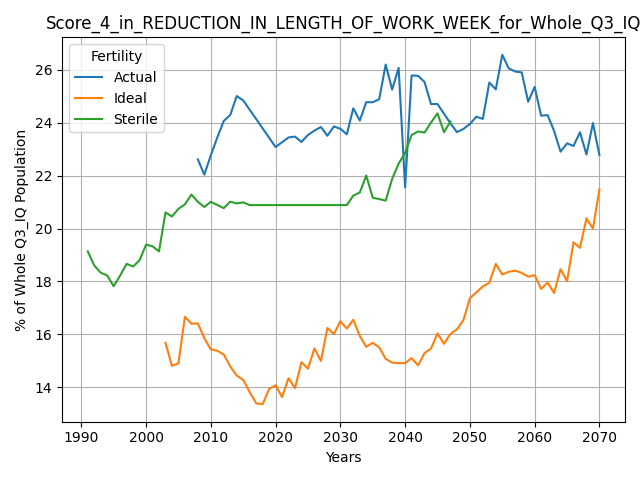 Score_4_in_REDUCTION_IN_LENGTH_OF_WORK_WEEK_for_Whole_Q3_IQ
Fertility
Actual
Ideal
Sterile
% of Whole Q3_IQ Population
26
24
22
20
18
16
14
1990 2000 2010 2020 2030 2040 2050 2060 2070
Years